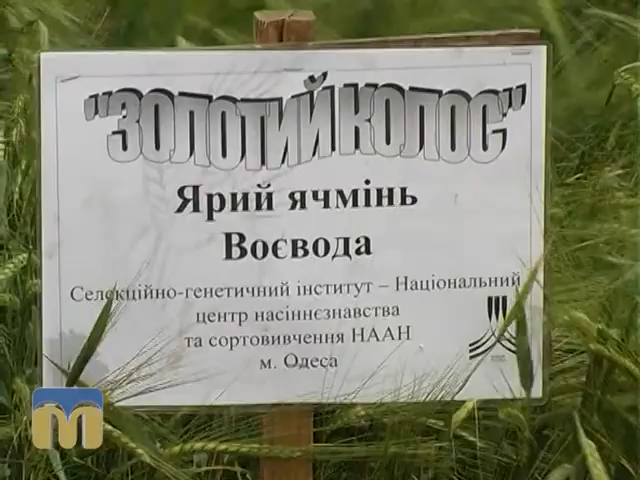 "ЗОЛОТИЙ КОЛОС"
Ярий ячмінь
Воєвода
Селекційно-генетичний інститут – Національний
центр насіннєзнавства
та сортовивчення НААН
м. Одеса
M